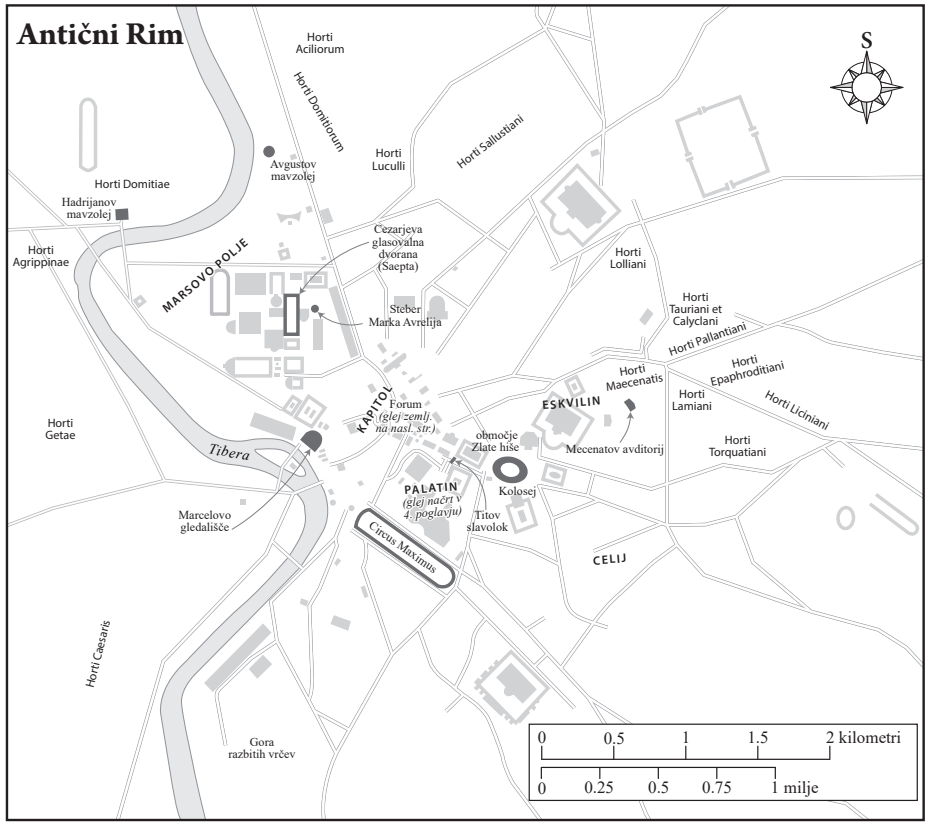 Antični Rim
S
Horti
Aciliorum
Horti Domitiorum
Horti
Luculli
Horti Sallustiani
Avgustov
mavzolej
Horti Domitiae
Hadrijanov
mavzolej
Horti
Agrippinae
MARSOVO POLJE
Cezarjeva
glasovalna
dvorana
(Saepta)
Steber
Marka Avrelija
Horti
Lolliani
Horti
Tauriani et
Calyclani
Horti Pallantiani
Horti
Epaphroditiani
Horti
Maecenatis
Horti
Lamiani
Horti Liciniani
Horti
Torquatiani
ESKVILIN
Mecenatov avditorij
KAPITOL
Forum
(glej zemlj.
na nasl. str.)
območje
Zlate hiše
Kolosej
Horti
Getae
Tibera
PALATIN
(glej načrt v
4. poglavju)
Titov
slavolok
Marcelovo
gledališče
Circus Maximus
CELIJ
Horti Caesaris
Gora
razbitih vrčev
0 0.5 1 1.5 2 kilometri
0 0.25 0.5 0.75 1 milje